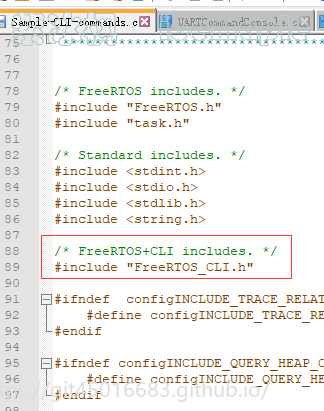 Sample-CLI-commands.c UARTCommandConsole.c
75
76
77
78 /* FreeRTOS includes. */
79 #include "FreeRTOS.h"
80 #include "task.h"
81
82 /* Standard includes. */
83 #include <stdint.h>
84 #include <stdio.h>
85 #include <stdlib.h>
86 #include <string.h>
87
88 /* FreeRTOS+CLI includes. */
89 #include "FreeRTOS_CLI.h"
90
91 #ifndef configINCLUDE_TRACE_RELAT
92 #define configINCLUDE_TRACE_RE
93 #endif
94
95 #ifndef configINCLUDE_QUERY_HEAP_C
96 #define configINCLUDE_QUERY_HE
97 #endif
98
git45016683.github.io/